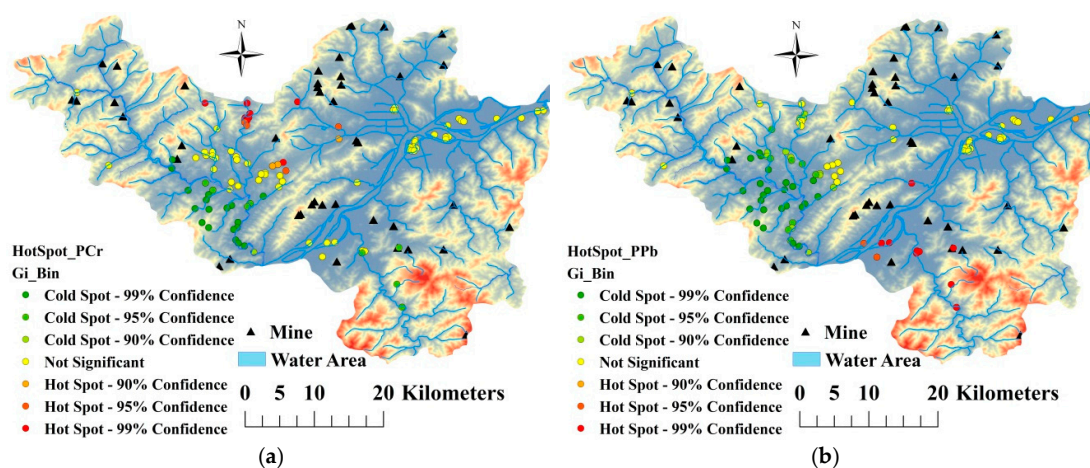 N
HotSpot_PCr
Gi_Bin
Cold Spot - 99% Confidence
Cold Spot - 95% Confidence
Cold Spot - 90% Confidence
Not Significant
Hot Spot - 90% Confidence
Hot Spot - 95% Confidence
Hot Spot - 99% Confidence
Mine
Water Area
0 5 10 20 Kilometers
(a)
N
HotSpot_PPb
Gi_Bin
Cold Spot - 99% Confidence
Cold Spot - 95% Confidence
Cold Spot - 90% Confidence
Not Significant
Hot Spot - 90% Confidence
Hot Spot - 95% Confidence
Hot Spot - 99% Confidence
Mine
Water Area
0 5 10 20 Kilometers
(b)